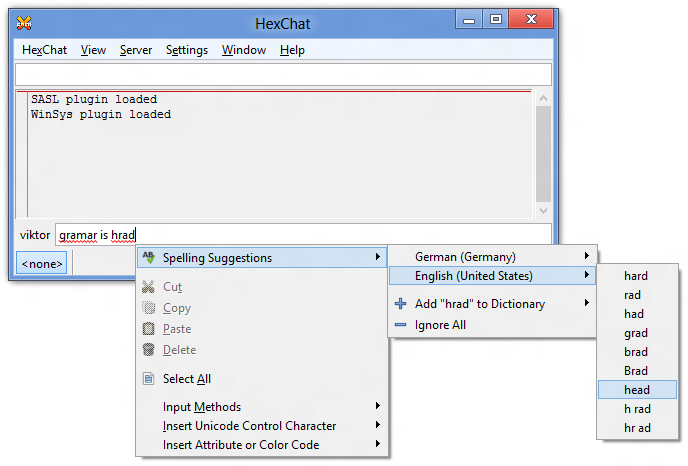 HexChat
HexChat View Server Settings Window Help
SASL plugin loaded
WinSys plugin loaded
viktor gramar is hrad
<none>
Spelling Suggestions
Cut
Copy
Paste
Delete
Select All
Input Methods
Insert Unicode Control Character
Insert Attribute or Color Code
German (Germany)
English (United States)
Add "hrad" to Dictionary
Ignore All
hard
rad
had
grad
brad
Brad
head
h rad
hr ad